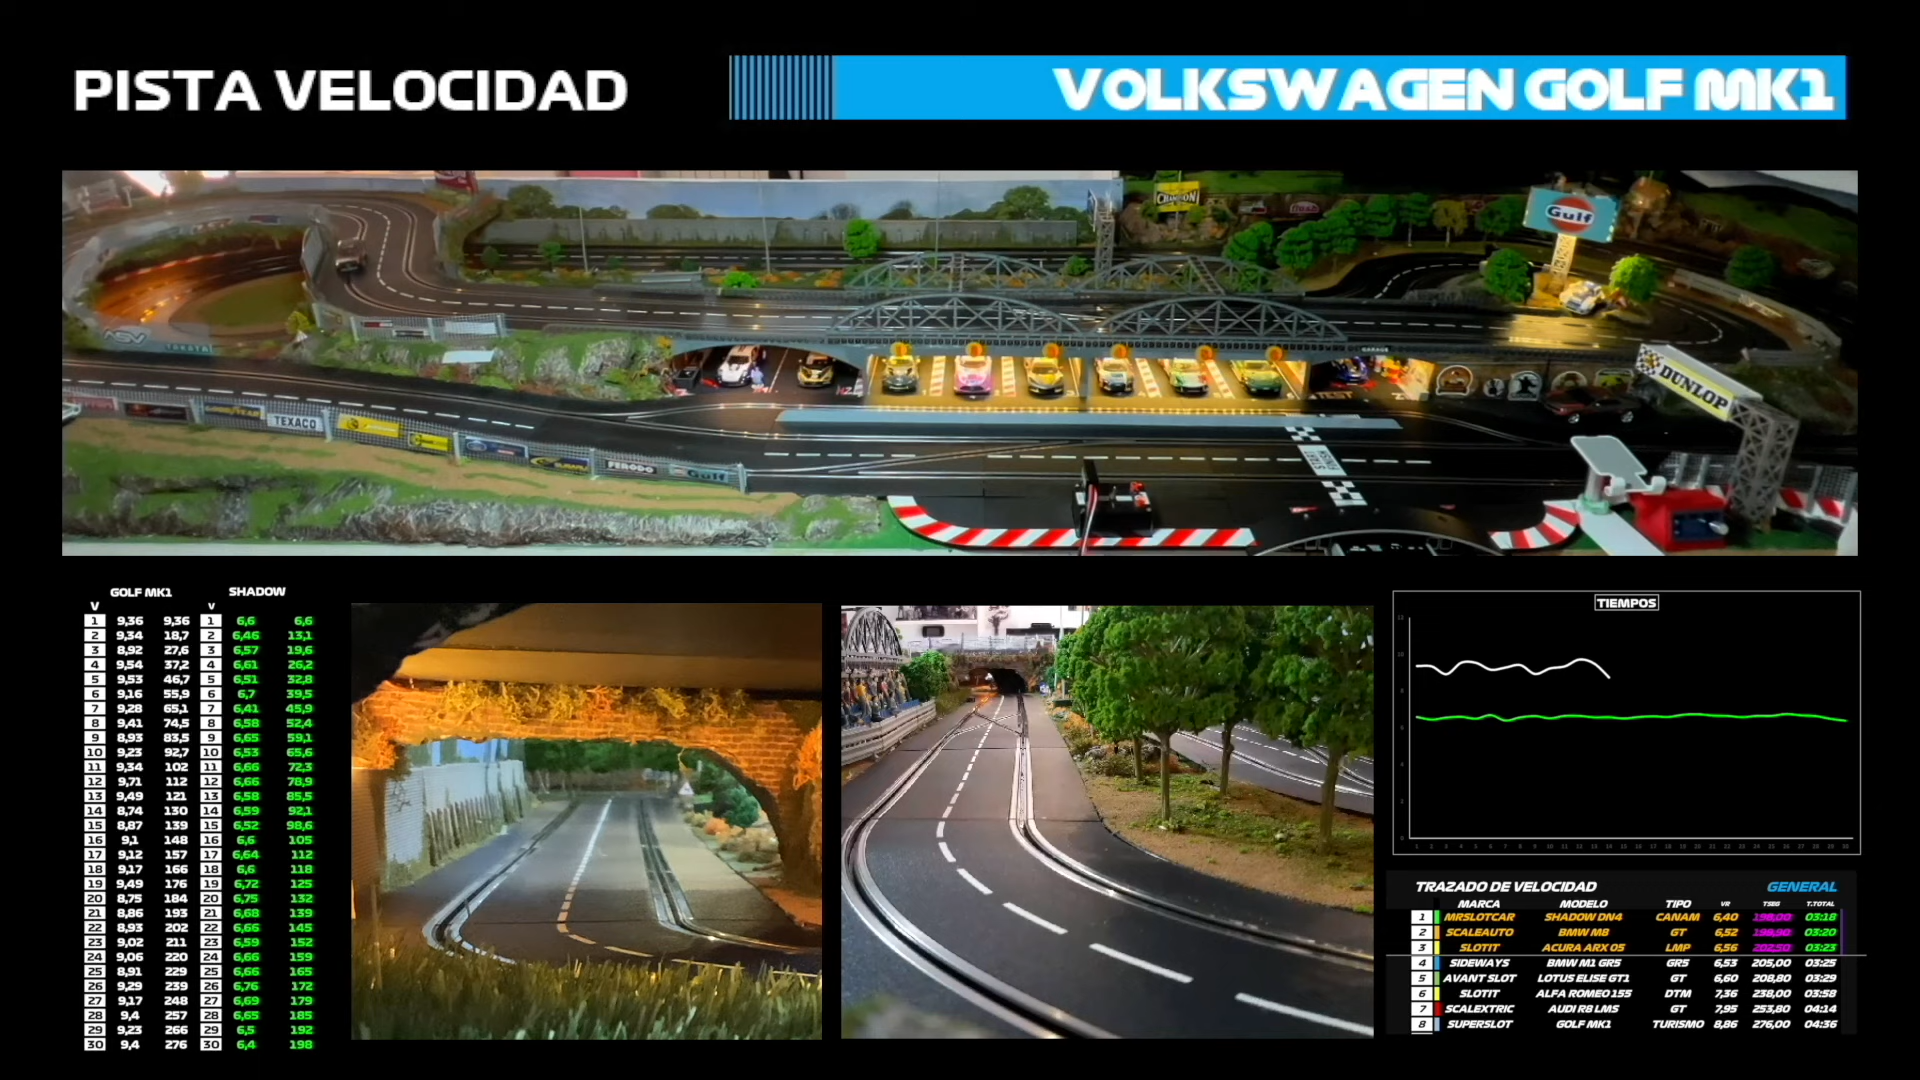 PISTA VELOCIDAD
VOLKSWAGEN GOLF MK1
CHAMPION
Gulf
DUNLOP
TEXACO
GOODYEAR
SUBARU
FERODO
Gulf
GARAGE
TEST
START
GOLF MK1 SHADOW
V V
1 9,36 9,36 1 6,6 6,6
2 9,34 18,7 2 6,46 13,1
3 8,92 27,6 3 6,57 19,6
4 9,54 37,2 4 6,61 26,2
5 9,53 46,7 5 6,51 32,8
6 9,16 55,9 6 6,7 39,5
7 9,28 65,1 7 6,41 45,9
8 9,41 74,5 8 6,58 52,4
9 8,93 83,5 9 6,65 59,1
10 9,23 92,7 10 6,53 65,6
11 9,34 102 11 6,66 72,3
12 9,71 112 12 6,66 78,9
13 9,49 121 13 6,58 85,5
14 8,74 130 14 6,59 92,1
15 8,87 139 15 6,52 98,6
16 9,1 148 16 6,6 105
17 9,12 157 17 6,64 112
18 9,17 166 18 6,6 118
19 9,49 176 19 6,72 125
20 8,75 184 20 6,75 132
21 8,86 193 21 6,68 139
22 8,93 202 22 6,66 145
23 9,02 211 23 6,59 152
24 9,06 220 24 6,66 159
25 8,91 229 25 6,66 165
26 9,29 239 26 6,76 172
27 9,17 248 27 6,69 179
28 9,4 257 28 6,65 185
29 9,23 266 29 6,5 192
30 9,4 276 30 6,4 198
TIEMPOS
TRAZADO DE VELOCIDAD GENERAL
MARCA MODELO TIPO VR TSEG T.TOTAL
1 MRSLOTCAR SHADOW DN4 CANAM 6,40 198,00 03:18
2 SCALEAUTO BMW M8 GT 6,52 199,90 03:20
3 SLOTIT ACURA ARX 05 LMP 6,56 202,50 03:23
4 SIDEWAYS BMW M1 GR5 GR5 6,53 205,00 03:25
5 AVANT SLOT LOTUS ELISE GT1 GT 6,60 208,80 03:29
6 SLOTIT ALFA ROMEO 155 DTM 7,36 238,00 03:58
7 SCALEXTRIC AUDI R8 LMS GT 7,95 253,80 04:14
8 SUPERSLOT GOLF MK1 TURISMO 8,86 276,00 04:36